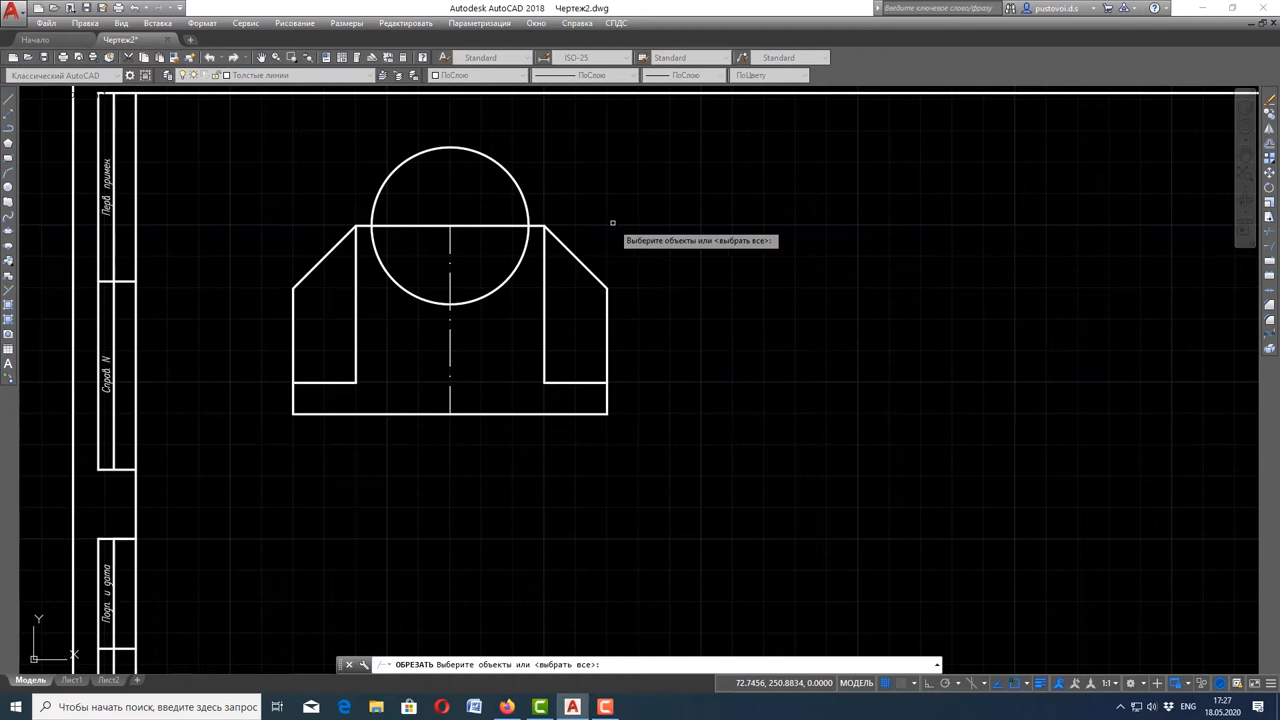 Autodesk AutoCAD 2018 Чертеж2.dwg
Введите ключевое слово/фразу
pustovoi.d.s
Файл Правка Вид Вставка Формат Сервис Рисование Размеры Редактировать Параметризация Окно Справка СПДС
Начало Чертеж2*
Standard ISO-25 Standard Standard
Классический AutoCAD Толстые линии ПоСлою ПоСлою ПоСлою ПоЦвету
Перв. примен.
Выберите объекты или <выбрать все>:
Справ. N
Подп. и дата
Y
X
ОБРЕЗАТЬ Выберите объекты или <выбрать все>:
Модель Лист1 Лист2 +
72.7456, 250.8834, 0.0000 МОДЕЛЬ 1:1
Чтобы начать поиск, введите здесь запрос
ENG
17:27
18.05.2020